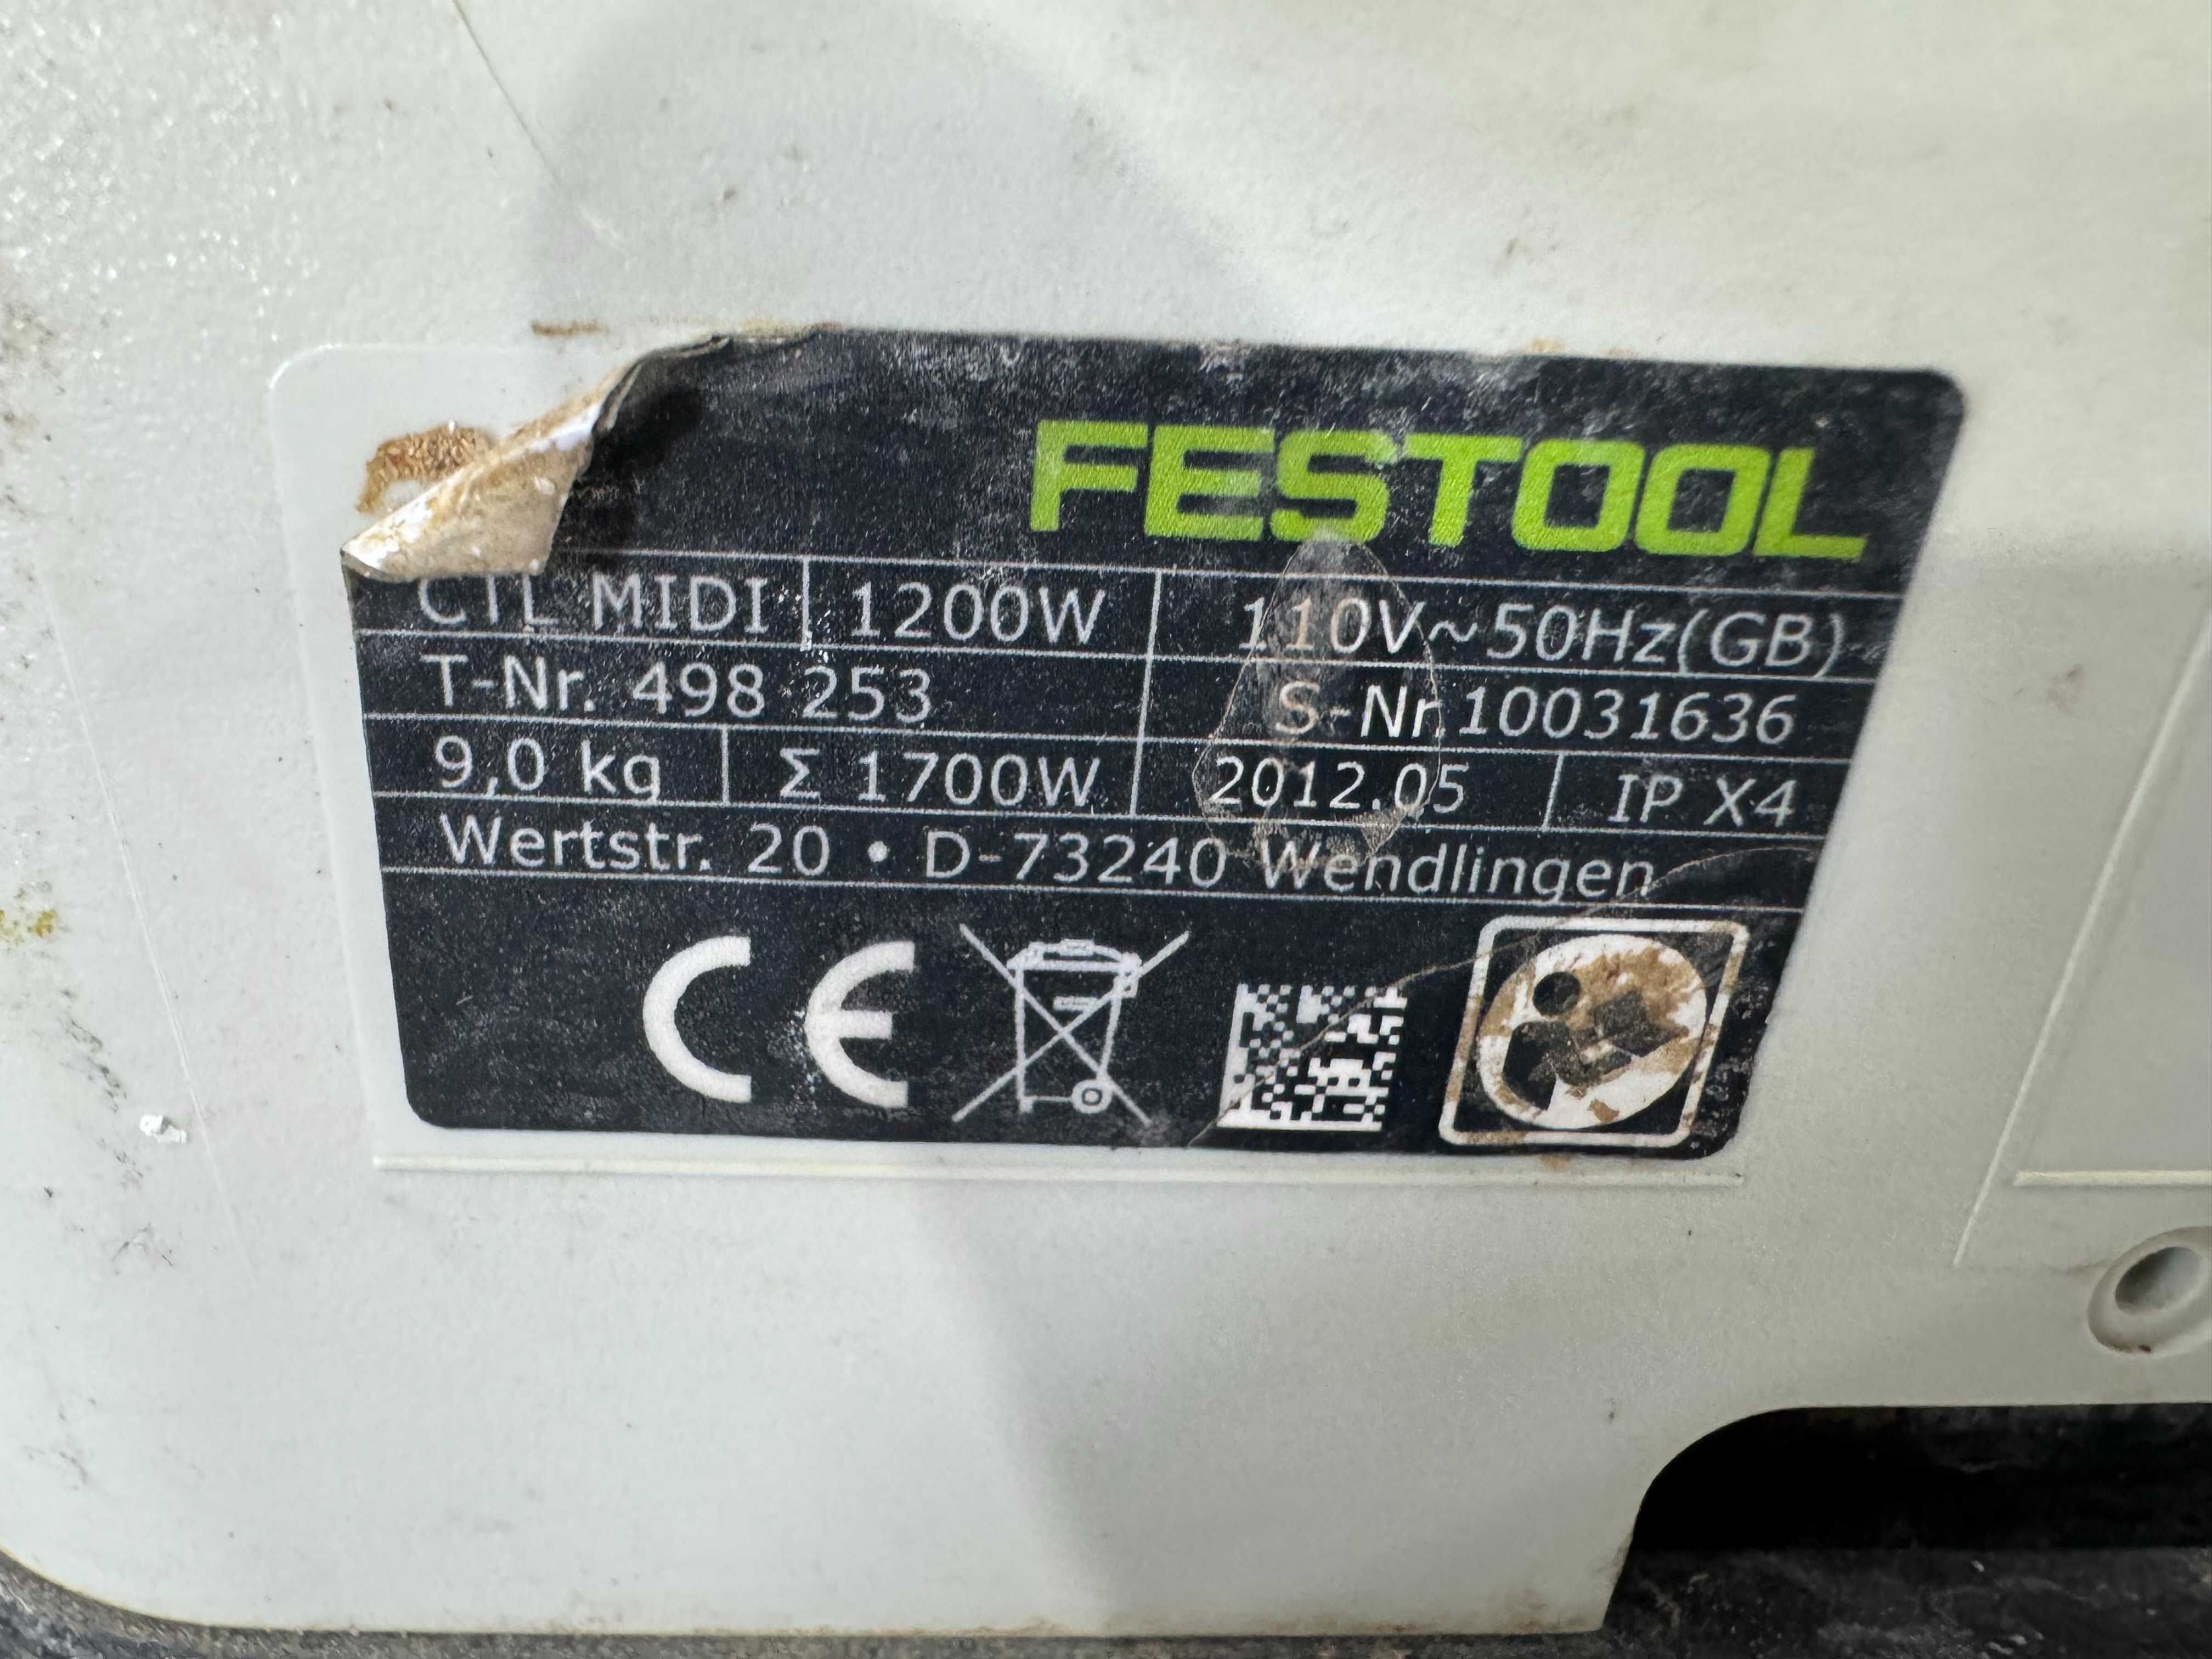 FESTOOL
CTL MIDI 1200W 110V~50Hz(GB)
T-Nr. 498 253 S-Nr.10031636
9,0 kg Σ 1700W 2012.05 IP X4
Wertstr. 20 • D-73240 Wendlingen
CE